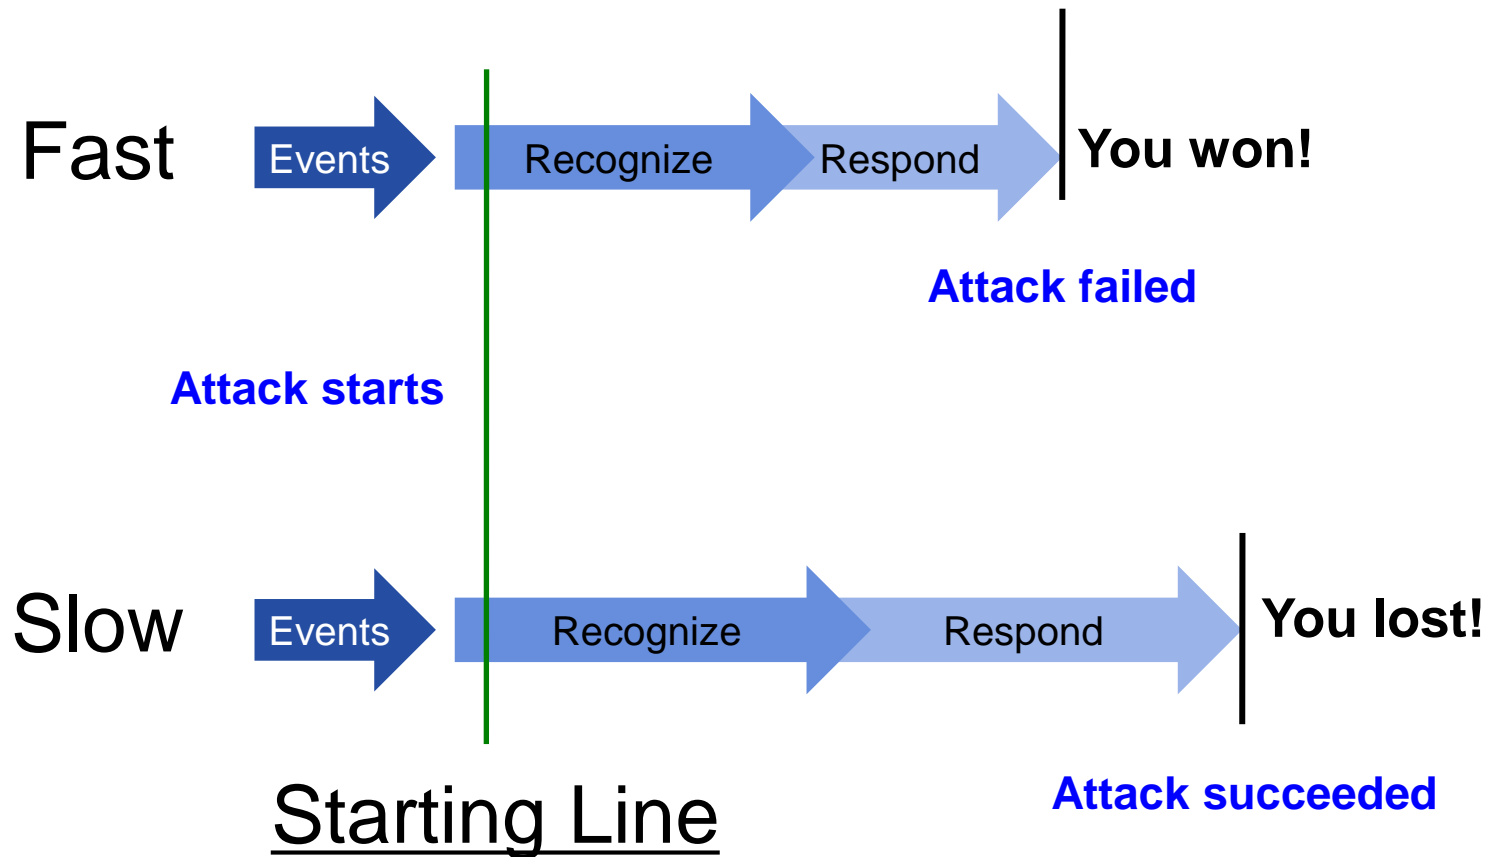 Fast
Events
Recognize
Respond
You won!
Attack failed
Attack starts
Slow
Events
Recognize
Respond
You lost!
Attack succeeded
Starting Line